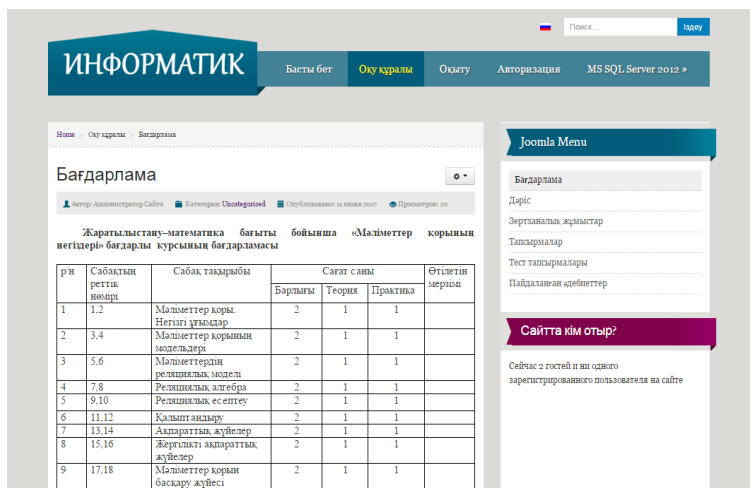 Поиск...
Іздеу
ИНФОРМАТИК
Басты бет
Оқу құралы
Оқыту
Авторизация
MS SQL Server 2012 »
Home > Оқу құралы > Бағдарлама
Бағдарлама
Автор: Администратор Сайта
Категория: Uncategorised
Опубликовано: 11 июня 2017
Просмотров: 20
Жаратылыстану–математика бағыты бойынша «Мәліметтер қорының
негіздері» бағдарлы курсының бағдарламасы
р/н Сабақтың Сабақ тақырыбы Сағат саны Өтілетін
реттік мерзімі
нөмірі Барлығы Теория Практика
1 1,2 Мәліметтер қоры. 2 1 1
Негізгі ұғымдар
2 3,4 Мәліметтер қорының 2 1 1
модельдері
3 5,6 Мәліметтердің 2 1 1
реляциялық моделі
4 7,8 Реляциялық алгебра 2 1 1
5 9,10 Реляциялық есептеу 2 1 1
6 11,12 Қалыптандыру 2 1 1
7 13,14 Ақпараттық жүйелер 2 1 1
8 15,16 Жергілікті ақпараттық 2 1 1
жүйелер
9 17,18 Мәліметтер қорын 2 1 1
басқару жүйесі
Joomla Menu
Бағдарлама
Дәріс
Зертханалық жұмыстар
Тапсырмалар
Тест тапсырмалары
Пайдаланған әдебиеттер
Сайтта кім отыр?
Сейчас 2 гостей и ни одного
зарегистрированного пользователя на сайте